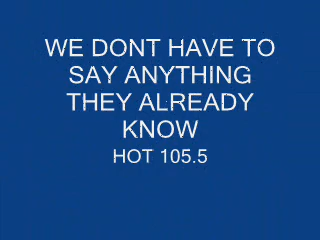 WE DONT HAVE TO
SAY ANYTHING
THEY ALREADY
KNOW
HOT 105.5